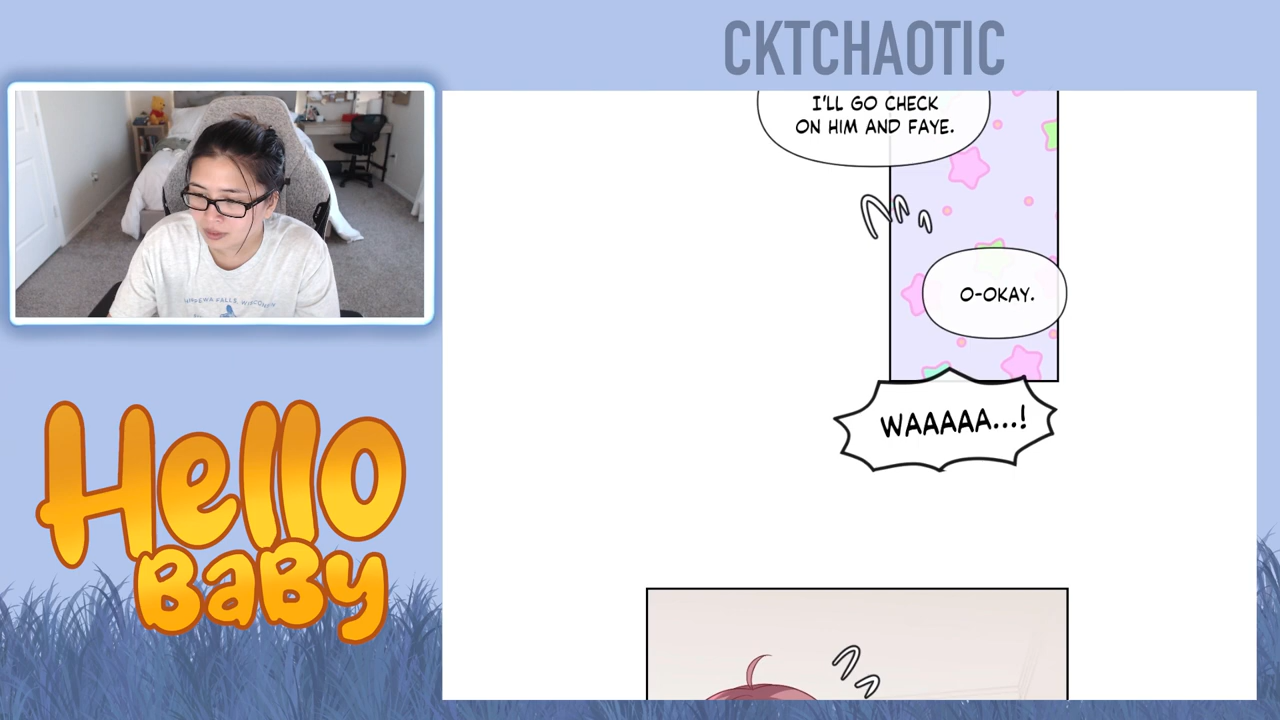 CKTCHAOTIC
I'LL GO CHECK
ON HIM AND FAYE.
O-OKAY.
WAAAAA...!
Hello
BaBy